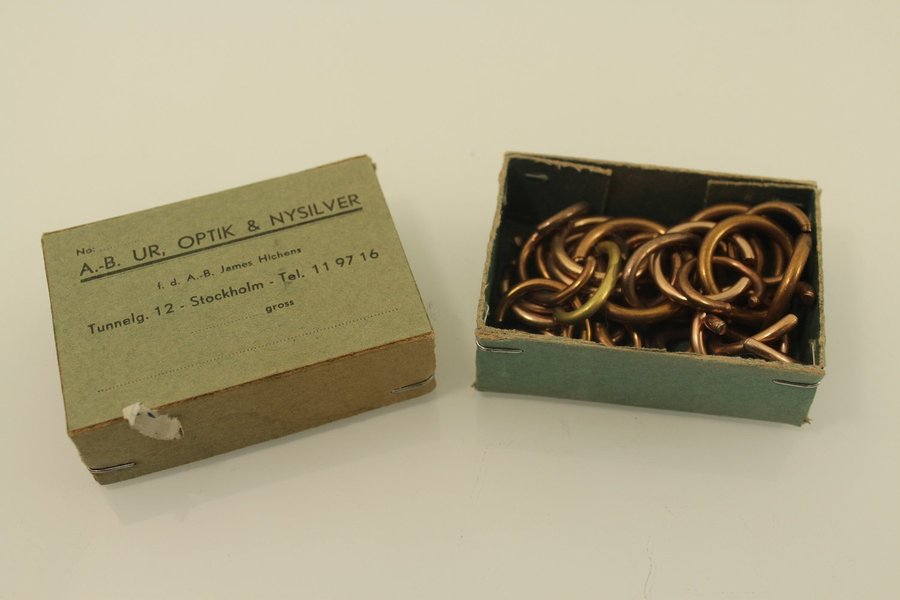 No:
A.-B. UR, OPTIK & NYSILVER
f. d. A.-B. James Hichens
Tunnelg. 12 - Stockholm - Tel. 11 97 16
gross